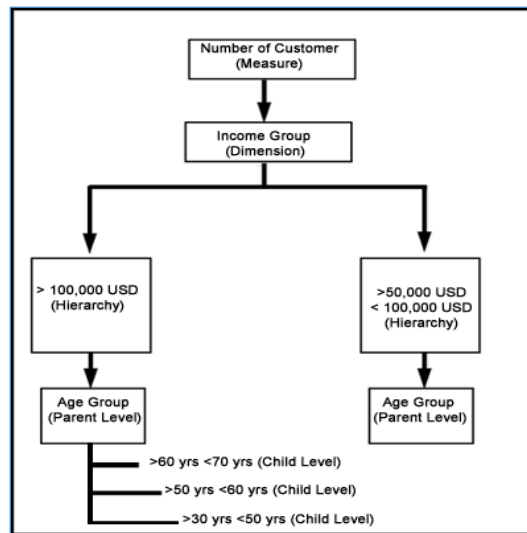 Number of Customer
(Measure)
Income Group
(Dimension)
> 100,000 USD
(Hierarchy)
>50,000 USD
< 100,000 USD
(Hierarchy)
Age Group
(Parent Level)
Age Group
(Parent Level)
>60 yrs <70 yrs (Child Level)
>50 yrs <60 yrs (Child Level)
>30 yrs <50 yrs (Child Level)